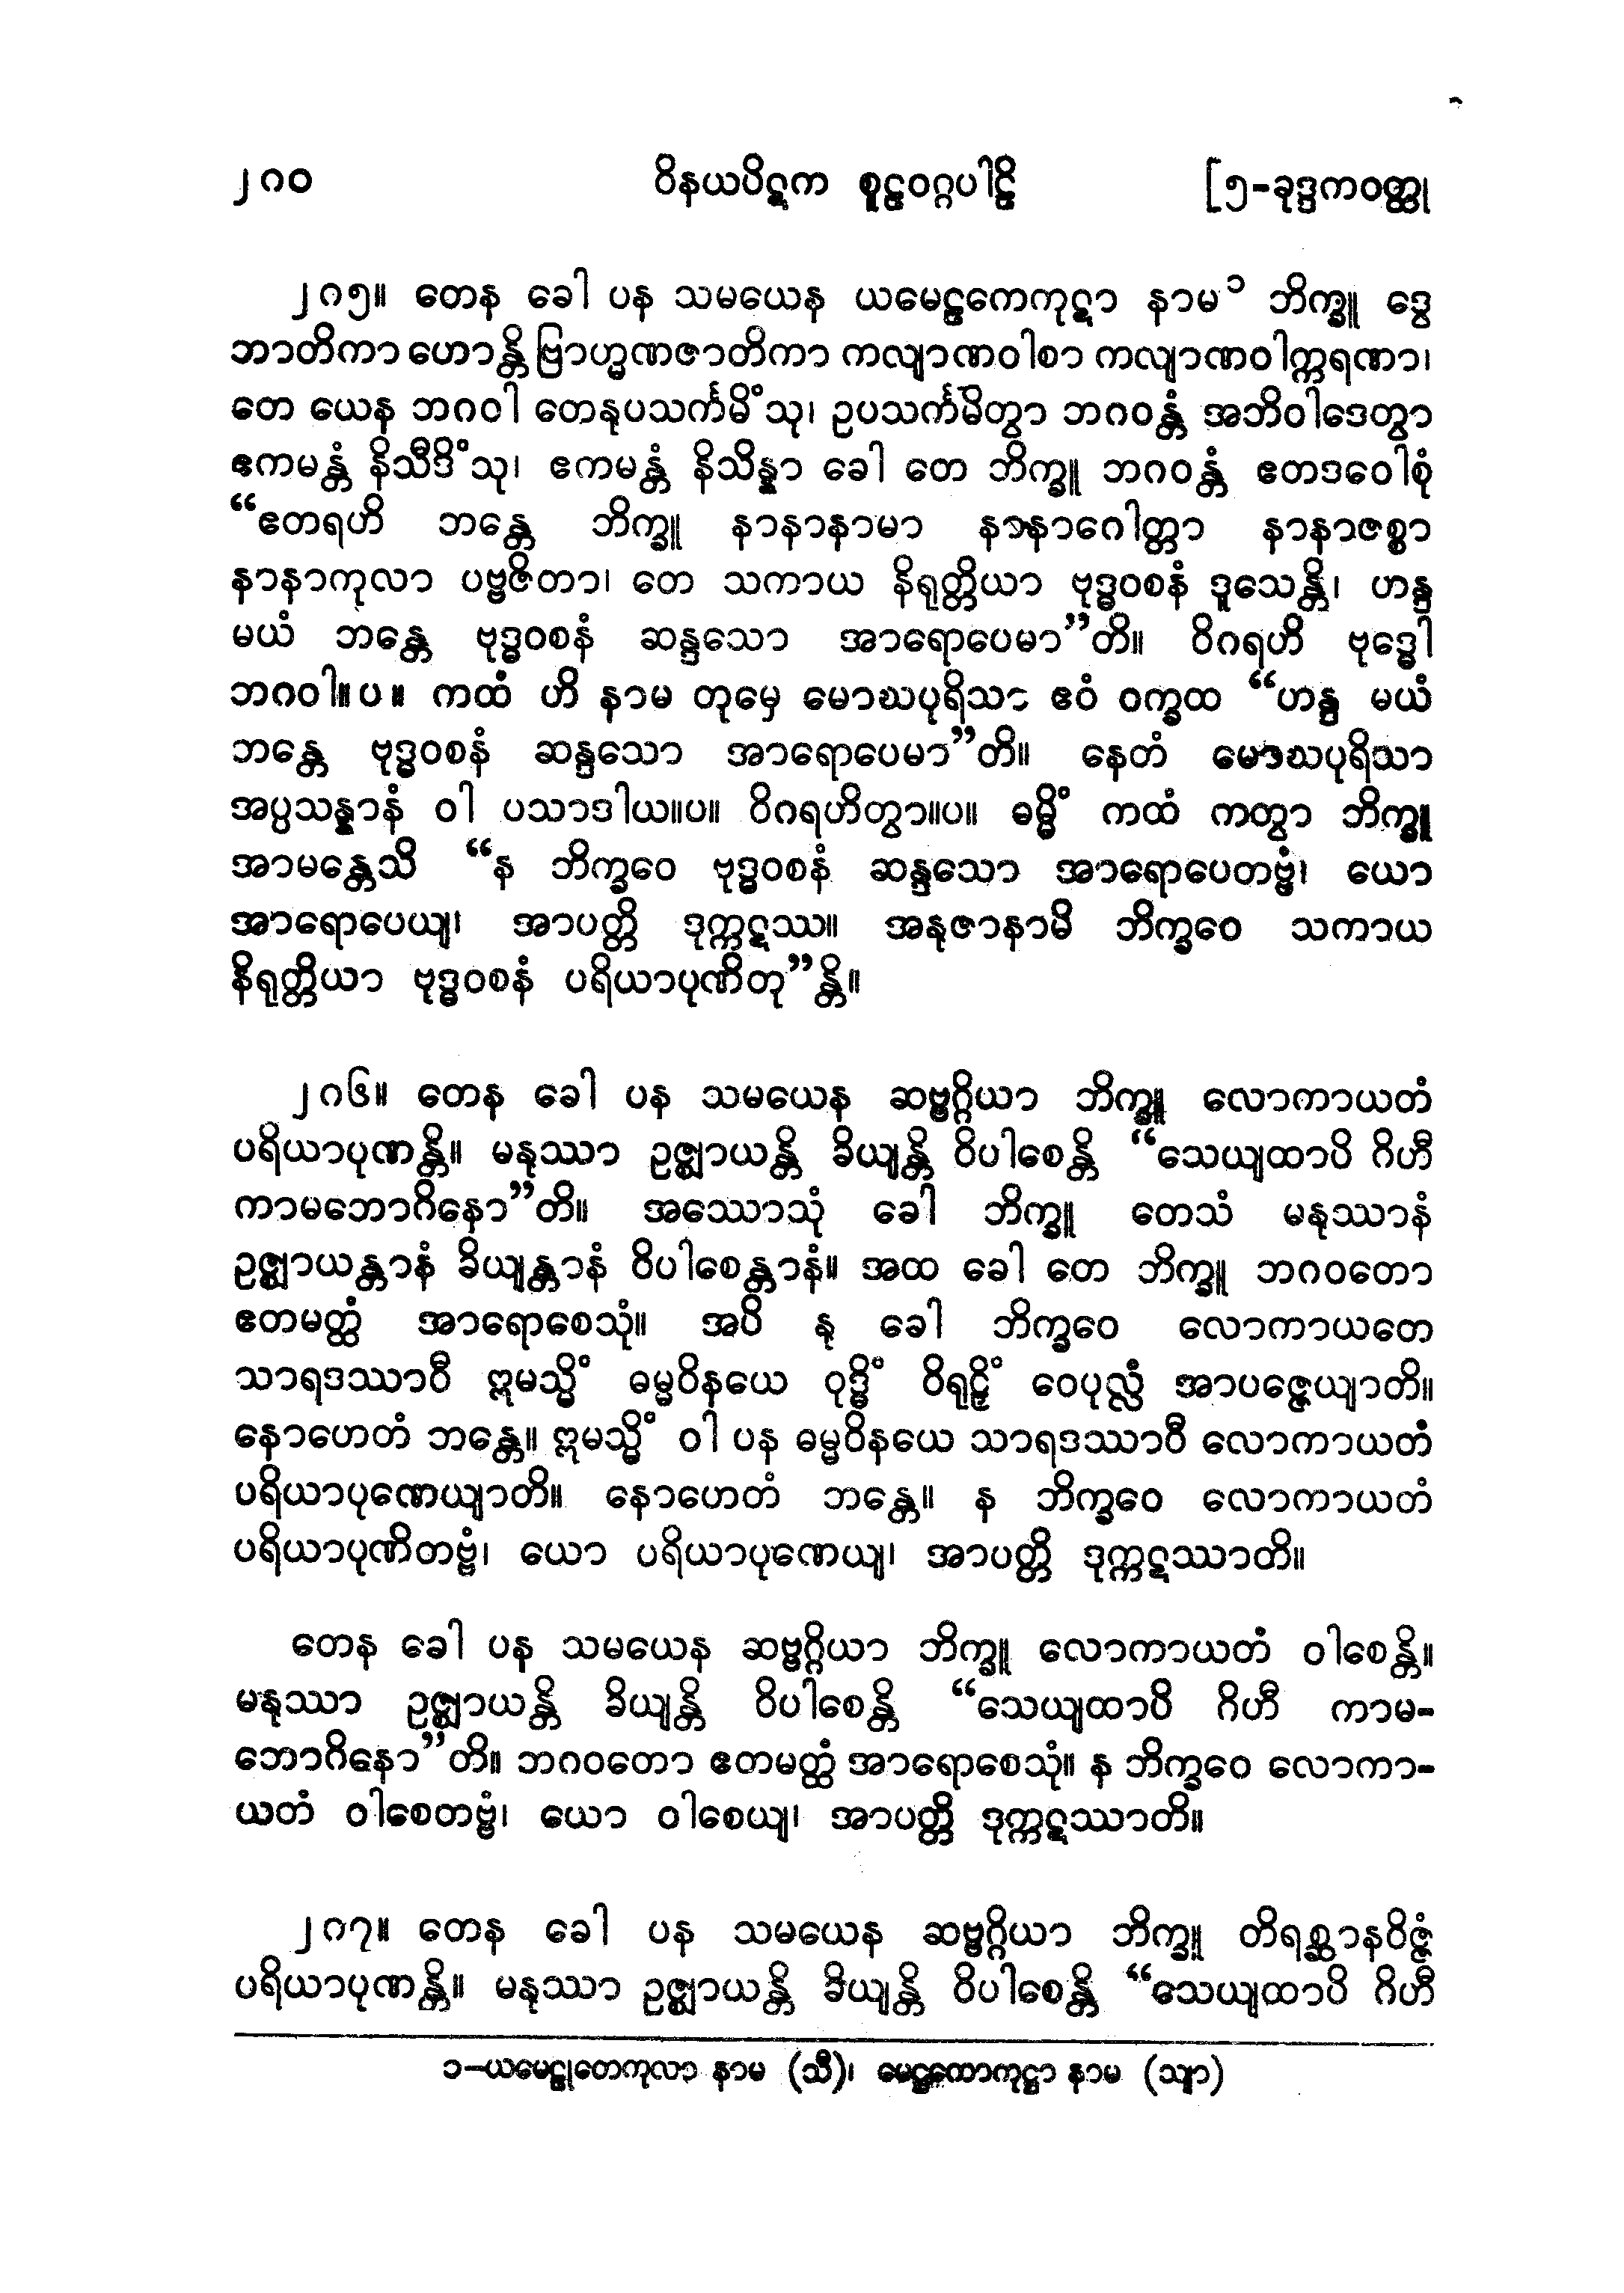 ၂၈၀ ဝိနယပိဋက စူဠဝဂ္ဂပါဠိ [၅-ခုဒ္ဒကဝတ္ထု
၂၈၅။ တေန ခေါ ပန သမယေန ယမေဠကေကုဋာ နာမ ၁ ဘိက္ခူ ဒွေ
ဘာတိကာ ဟောန္တိ ဗြာဟ္မဏဇာတိကာ ကလျာဏဝါစာ ကလျာဏဝါက္ကရဏာ၊
တေ ယေန ဘဂဝါ တေနုပသင်္ကမိံသု၊ ဥပသင်္ကမိတွာ ဘဂဝန္တံ အဘိဝါဒေတွာ
ဧကမန္တံ နိသီဒိံသု၊ ဧကမန္တံ နိသိန္နာ ခေါ တေ ဘိက္ခူ ဘဂဝန္တံ ဧတဒဝေါစုံ
“ဧတရဟိ ဘန္တေ ဘိက္ခူ နာနာနာမာ နာနာဂေါတ္တာ နာနာဇစ္စာ
နာနာကုလာ ပဗ္ဗဇိတာ၊ တေ သကာယ နိရုတ္တိယာ ဗုဒ္ဓဝစနံ ဒူသေန္တိ၊ ဟန္ဒ
မယံ ဘန္တေ ဗုဒ္ဓဝစနံ ဆန္ဒသော အာရောပေမာ”တိ။ ဝိဂရဟိ ဗုဒ္ဓေါ
ဘဂဝါ။ပ။ ကထံ ဟိ နာမ တုမှေ မောဃပုရိသာ ဧဝံ ဝက္ခထ “ဟန္ဒ မယံ
ဘန္တေ ဗုဒ္ဓဝစနံ ဆန္ဒသော အာရောပေမာ”တိ။ နေတံ မောဃပုရိသာ
အပ္ပသန္နာနံ ဝါ ပသာဒါယ။ပ။ ဝိဂရဟိတွာ။ပ။ ဓမ္မိံ ကထံ ကတွာ ဘိက္ခူ
အာမန္တေသိ “န ဘိက္ခဝေ ဗုဒ္ဓဝစနံ ဆန္ဒသော အာရောပေတဗ္ဗံ၊ ယော
အာရောပေယျ၊ အာပတ္တိ ဒုက္ကဋဿ။ အနုဇာနာမိ ဘိက္ခဝေ သကာယ
နိရုတ္တိယာ ဗုဒ္ဓဝစနံ ပရိယာပုဏိတု”န္တိ။
၂၈၆။ တေန ခေါ ပန သမယေန ဆဗ္ဗဂ္ဂိယာ ဘိက္ခူ လောကာယတံ
ပရိယာပုဏန္တိ။ မနုဿာ ဥဇ္ဈာယန္တိ ခိယျန္တိ ဝိပါစေန္တိ “သေယျထာပိ ဂိဟီ
ကာမဘောဂိနော”တိ။ အဿောသုံ ခေါ ဘိက္ခူ တေသံ မနုဿာနံ
ဥဇ္ဈာယန္တာနံ ခိယျန္တာနံ ဝိပါစေန္တာနံ။ အထ ခေါ တေ ဘိက္ခူ ဘဂဝတော
ဧတမတ္ထံ အာရောစေသုံ။ အပိ နု ခေါ ဘိက္ခဝေ လောကာယတေ
သာရဒဿာဝီ ဣမသ္မိံ ဓမ္မဝိနယေ ဝုဒ္ဓိံ ဝိရုဠှိံ ဝေပုလ္လံ အာပဇ္ဇေယျာတိ။
နောဟေတံ ဘန္တေ။ ဣမသ္မိံ ဝါ ပန ဓမ္မဝိနယေ သာရဒဿာဝီ လောကာယတံ
ပရိယာပုဏေယျာတိ။ နောဟေတံ ဘန္တေ။ န ဘိက္ခဝေ လောကာယတံ
ပရိယာပုဏိတဗ္ဗံ၊ ယော ပရိယာပုဏေယျ၊ အာပတ္တိ ဒုက္ကဋဿာတိ။
တေန ခေါ ပန သမယေန ဆဗ္ဗဂ္ဂိယာ ဘိက္ခူ လောကာယတံ ဝါစေန္တိ။
မနုဿာ ဥဇ္ဈာယန္တိ ခိယျန္တိ ဝိပါစေန္တိ “သေယျထာပိ ဂိဟီ ကာမ-
ဘောဂိနော”တိ။ ဘဂဝတော ဧတမတ္ထံ အာရောစေသုံ။ န ဘိက္ခဝေ လောကာ-
ယတံ ဝါစေတဗ္ဗံ၊ ယော ဝါစေယျ၊ အာပတ္တိ ဒုက္ကဋဿာတိ။
၂၈၇။ တေန ခေါ ပန သမယေန ဆဗ္ဗဂ္ဂိယာ ဘိက္ခူ တိရစ္ဆာနဝိဇ္ဇံ
ပရိယာပုဏန္တိ။ မနုဿာ ဥဇ္ဈာယန္တိ ခိယျန္တိ ဝိပါစေန္တိ “သေယျထာပိ ဂိဟီ
၁-ယမေဠုတေကုလာ နာမ (သီ)၊ မေဋ္ဌကောကုဋ္ဌာ နာမ (သျာ)